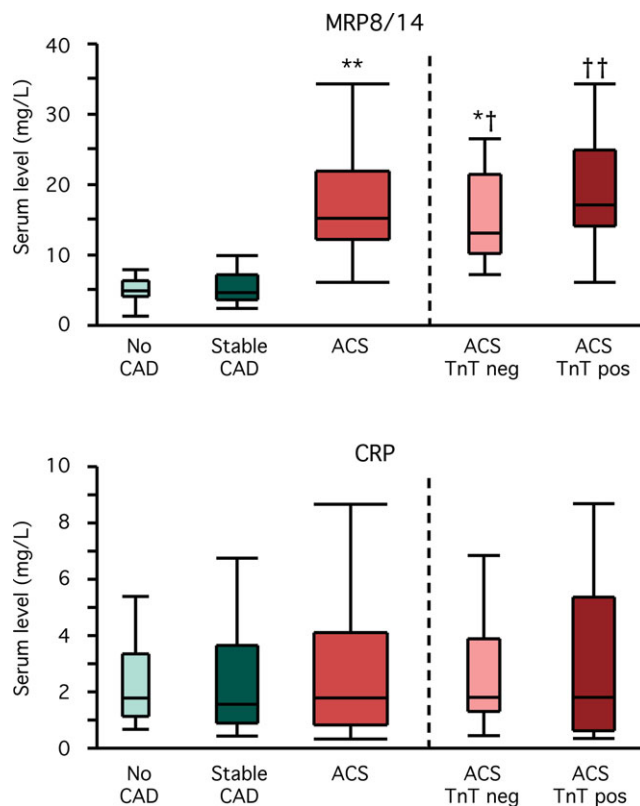 MRP8/14
Serum level (mg/L)
40
30
20
10
0
**
*†
††
No
CAD
Stable
CAD
ACS
ACS
TnT neg
ACS
TnT pos
CRP
Serum level (mg/L)
10
8
6
4
2
0
No
CAD
Stable
CAD
ACS
ACS
TnT neg
ACS
TnT pos